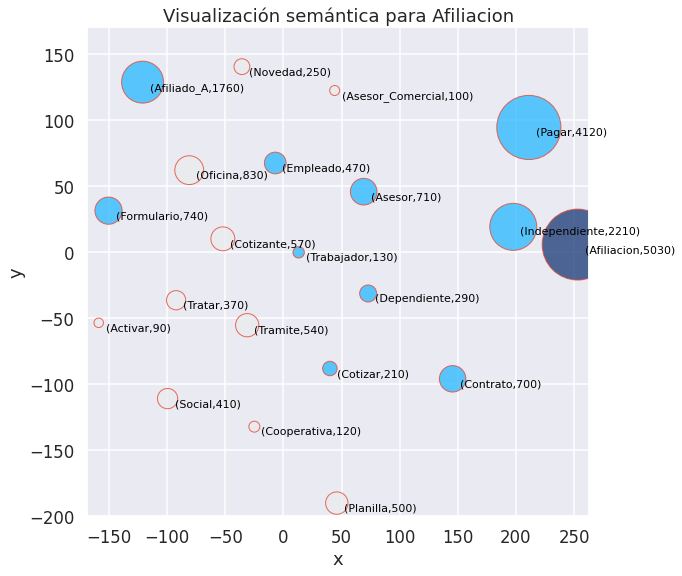 Visualización semántica para Afiliacion
150
100
50
0
−50
−100
−150
−200
y
(Novedad,250)
(Afiliado_A,1760)
(Asesor_Comercial,100)
(Pagar,4120)
(Empleado,470)
(Oficina,830)
(Asesor,710)
(Formulario,740)
(Independiente,2210)
(Cotizante,570)
(Afiliacion,5030)
(Trabajador,130)
(Dependiente,290)
(Tratar,370)
(Activar,90)
(Tramite,540)
(Cotizar,210)
(Contrato,700)
(Social,410)
(Cooperativa,120)
(Planilla,500)
−150 −100 −50 0 50 100 150 200 250
x